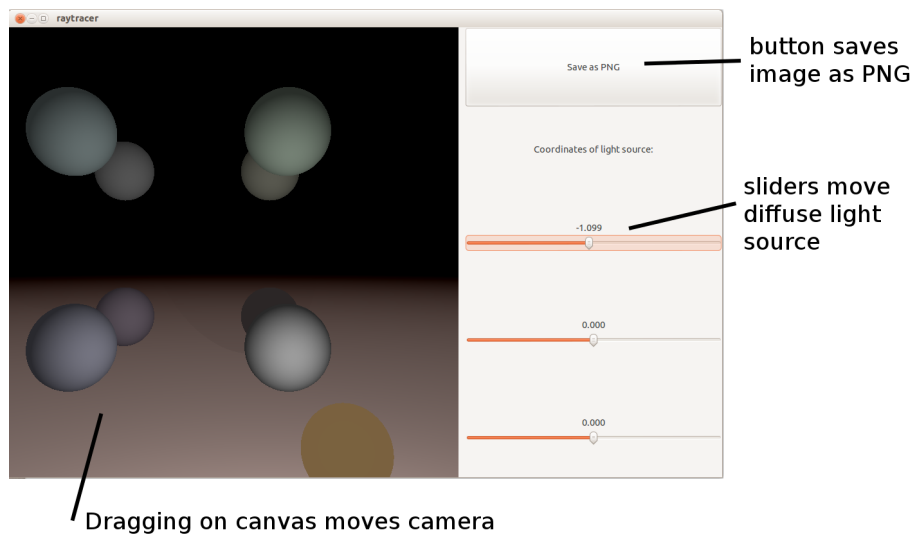 raytracer
Save as PNG
button saves
image as PNG
Coordinates of light source:
sliders move
diffuse light
source
-1.099
0.000
0.000
Dragging on canvas moves camera